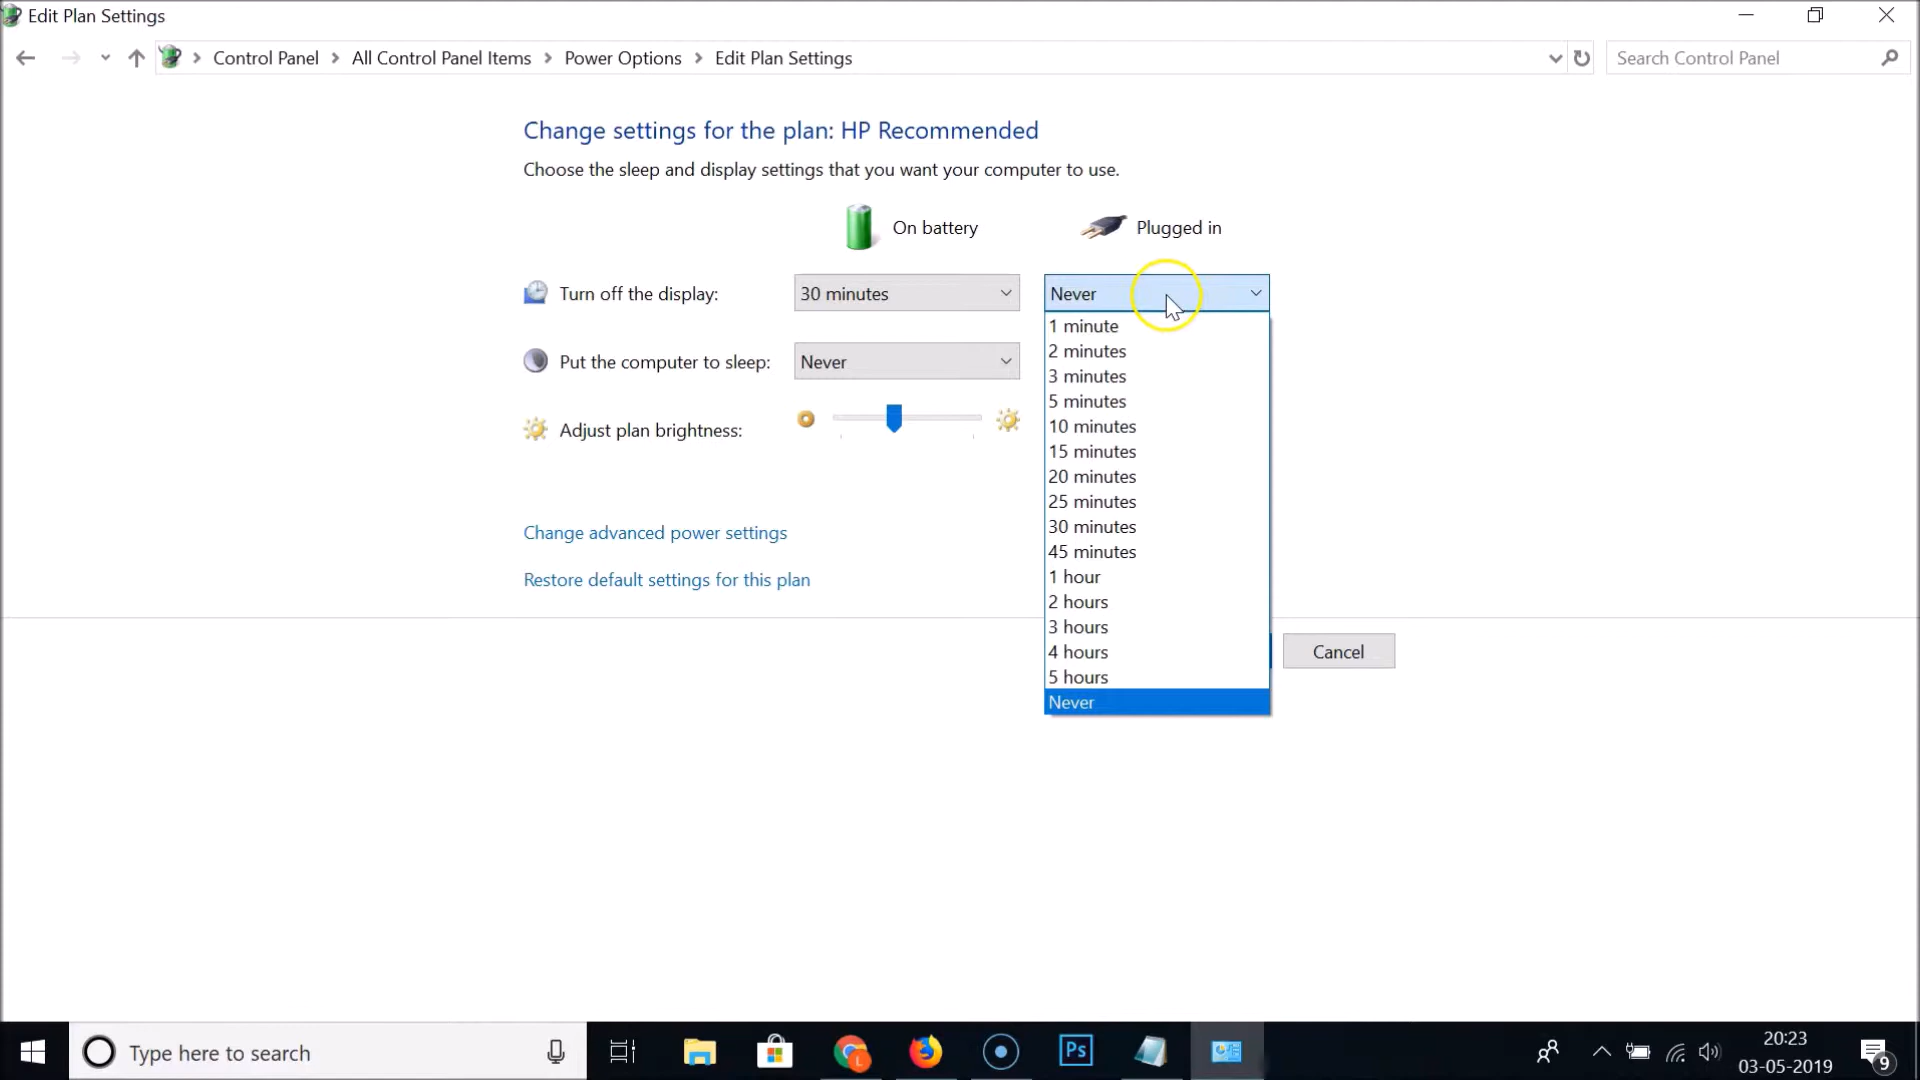 Edit Plan Settings
Control Panel > All Control Panel Items > Power Options > Edit Plan Settings
Search Control Panel
Change settings for the plan: HP Recommended
Choose the sleep and display settings that you want your computer to use.
On battery
Plugged in
Turn off the display:
30 minutes
Never
Put the computer to sleep:
Never
Adjust plan brightness:
1 minute
2 minutes
3 minutes
5 minutes
10 minutes
15 minutes
20 minutes
25 minutes
30 minutes
45 minutes
1 hour
2 hours
3 hours
4 hours
5 hours
Never
Change advanced power settings
Restore default settings for this plan
Cancel
Type here to search
L
Ps
20:23
03-05-2019
9